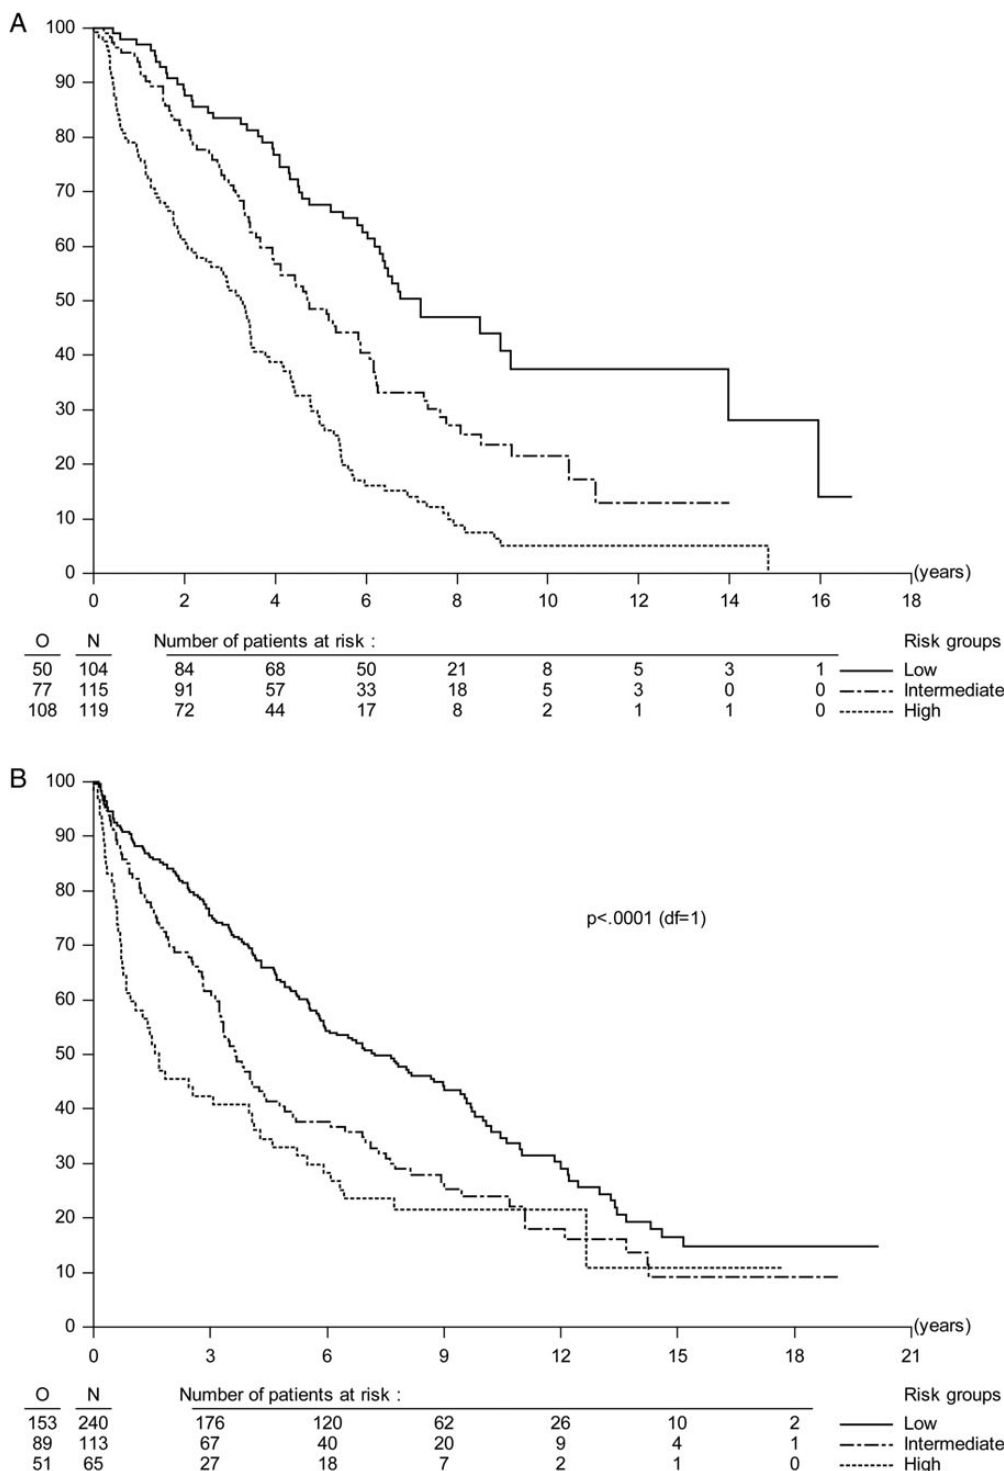 A
100
90
80
70
60
50
40
30
20
10
0
0 2 4 6 8 10 12 14 16 18
(years)
O N Number of patients at risk : Risk groups
50 104 84 68 50 21 8 5 3 1 Low
77 115 91 57 33 18 5 3 0 0 Intermediate
108 119 72 44 17 8 2 1 1 0 High
B
100
90
80
70
60
50
40
30
20
10
0
p<.0001 (df=1)
0 3 6 9 12 15 18 21
(years)
O N Number of patients at risk : Risk groups
153 240 176 120 62 26 10 2 Low
89 113 67 40 20 9 4 1 Intermediate
51 65 27 18 7 2 1 0 High